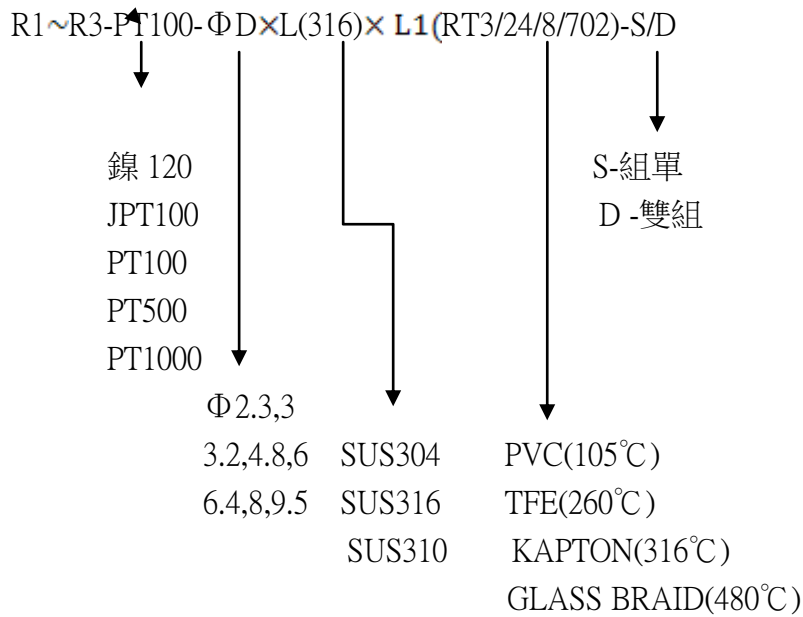 R1~R3-PT100-ΦD×L(316)× L1(RT3/24/8/702)-S/D
鎳 120
S-組單
JPT100
D -雙組
PT100
PT500
PT1000
Φ2.3,3
3.2,4.8,6 SUS304 PVC(105℃)
6.4,8,9.5 SUS316 TFE(260℃)
SUS310 KAPTON(316℃)
GLASS BRAID(480℃)